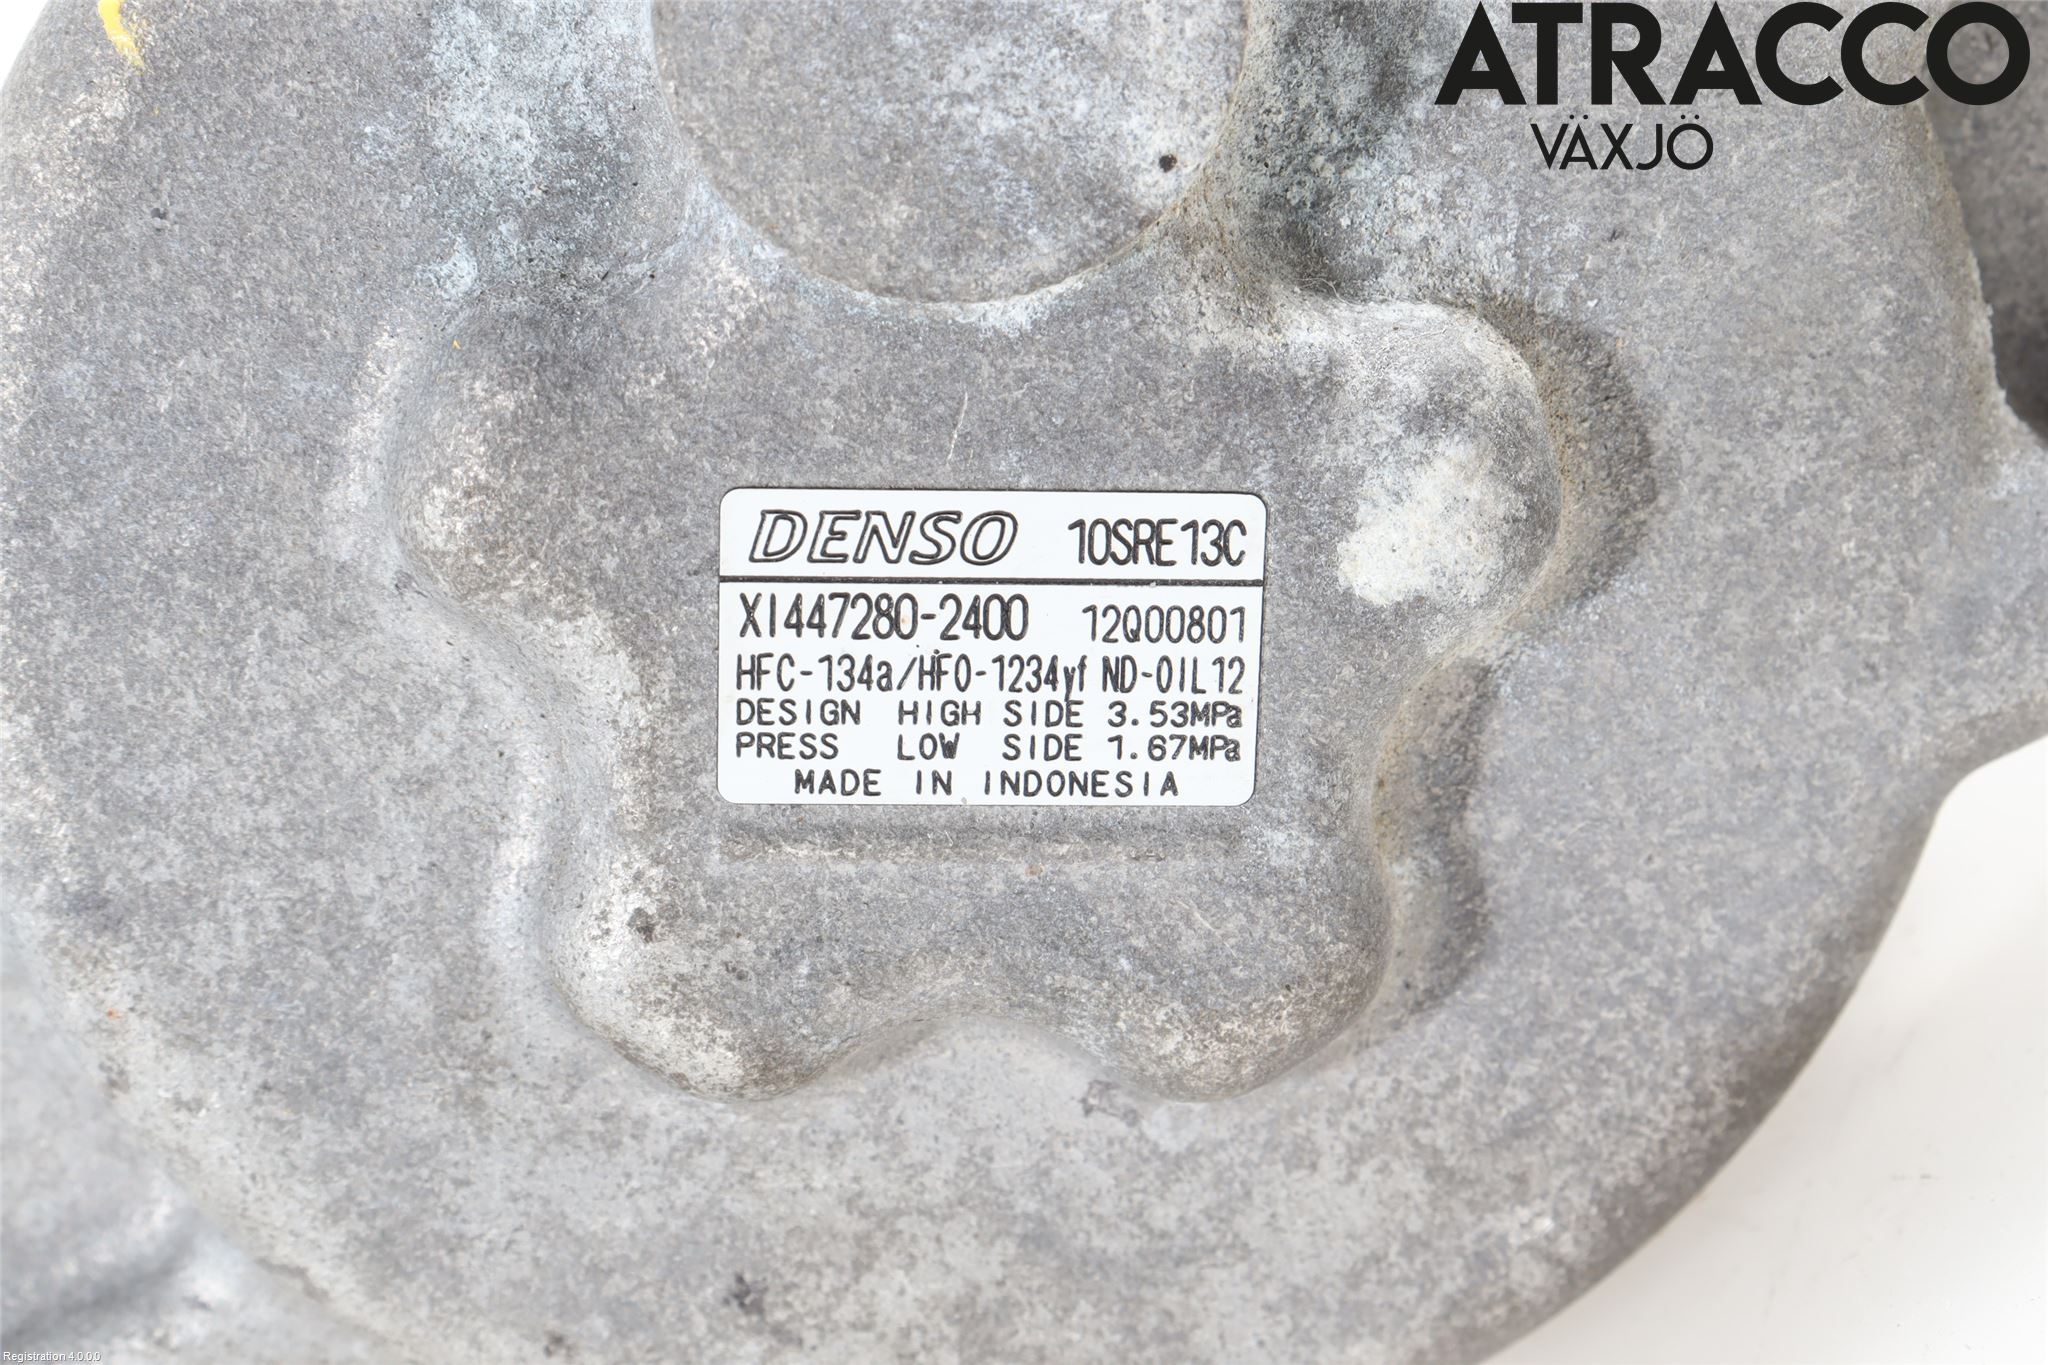 ATRACCO
VÄXJÖ
DENSO 10SRE13C
XI447280-2400 12Q00801
HFC-134a/HFO-1234yf ND-OIL12
DESIGN HIGH SIDE 3.53MPa
PRESS LOW SIDE 1.67MPa
MADE IN INDONESIA
Registration 4.0.0.0